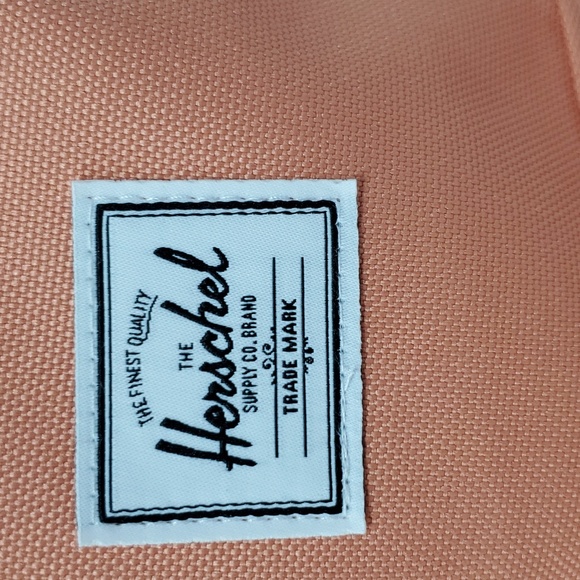 THE FINEST QUALITY
THE
Herschel
SUPPLY CO. BRAND
TRADE MARK